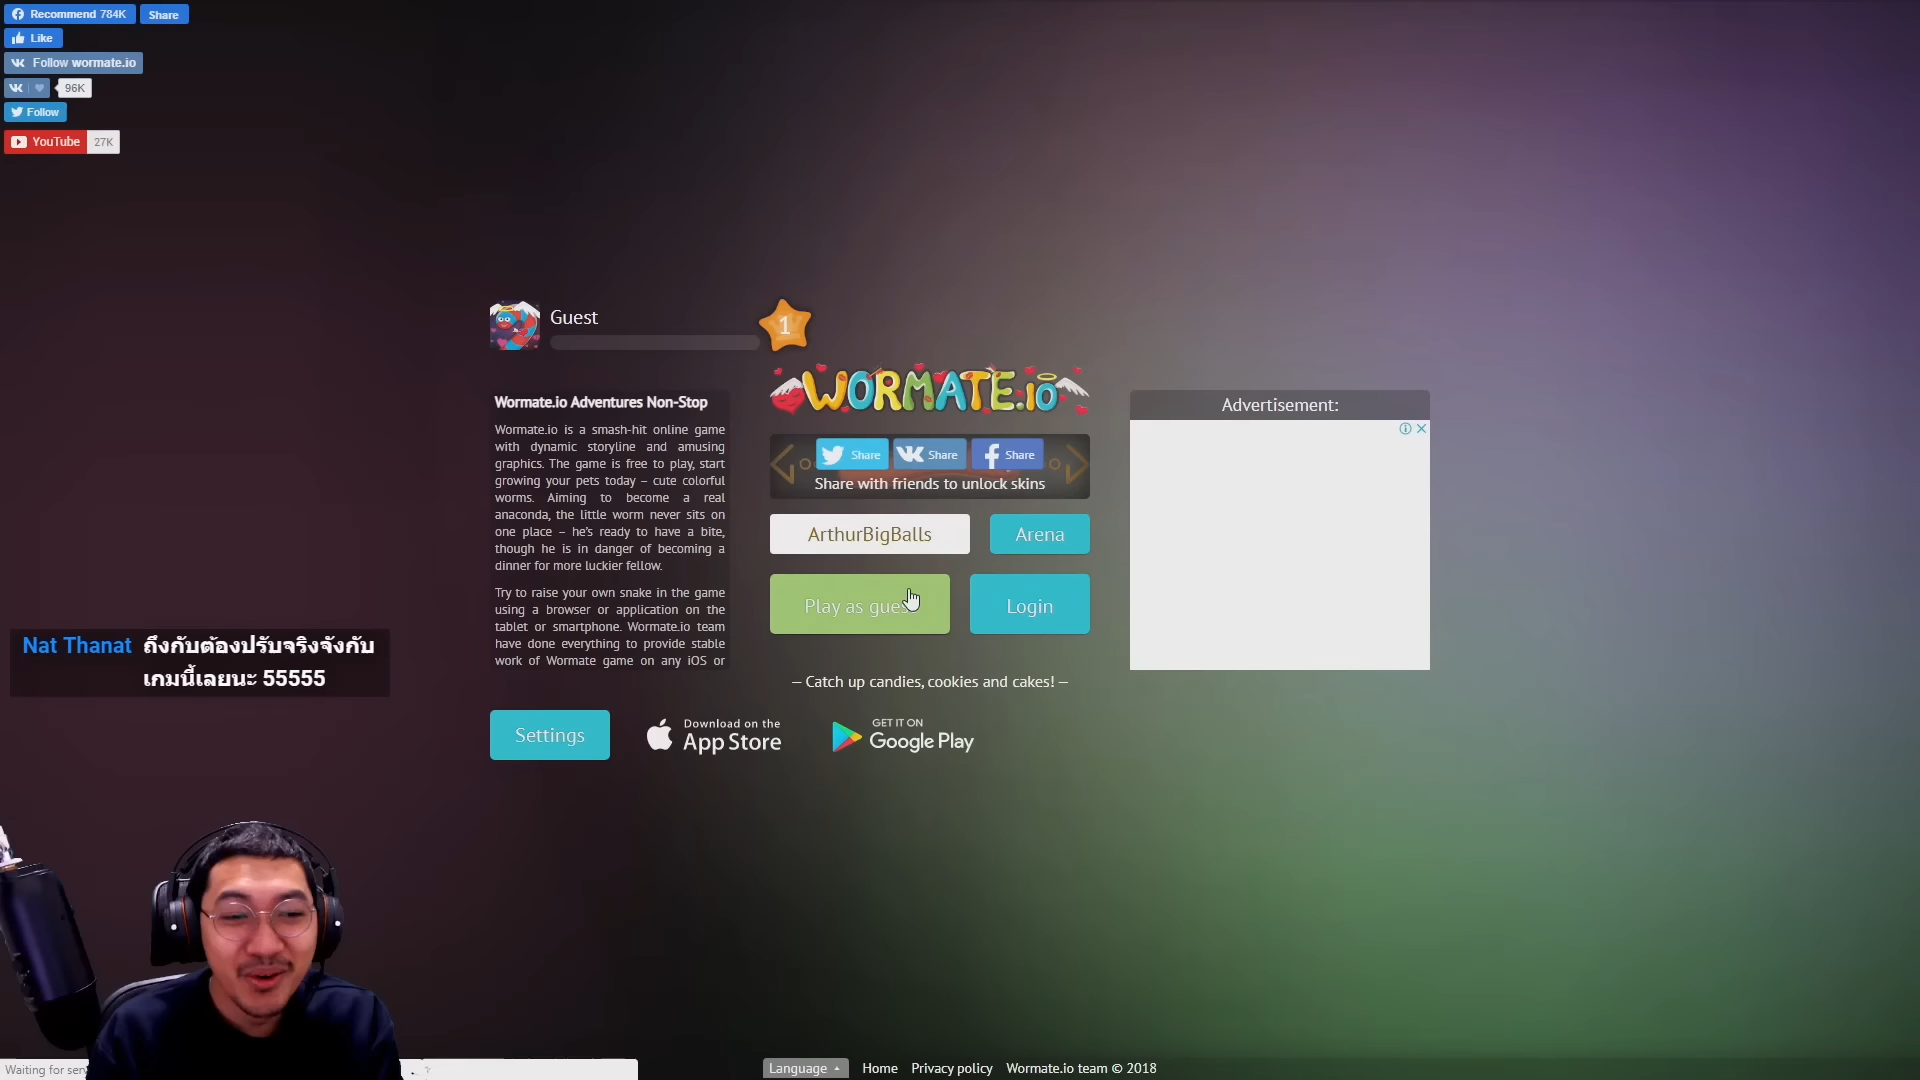 Recommend 784K
Share
Like
Follow wormate.io
96K
Follow
YouTube
27K
Guest
1
WORMATE.io
Wormate.io Adventures Non-Stop
Wormate.io is a smash-hit online game
with dynamic storyline and amusing
graphics. The game is free to play, start
growing your pets today – cute colorful
worms. Aiming to become a real
anaconda, the little worm never sits on
one place – he's ready to have a bite,
though he is in danger of becoming a
dinner for more luckier fellow.
Try to raise your own snake in the game
using a browser or application on the
tablet or smartphone. Wormate.io team
have done everything to provide stable
work of Wormate game on any iOS or
Share
Share
Share
Share with friends to unlock skins
ArthurBigBalls
Arena
Play as
Login
— Catch up candies, cookies and cakes! —
Advertisement:
Nat Thanat ถึงกับต้องปรับจริงจังกับ
เกมนี้เลยนะ 55555
Settings
Download on the
App Store
GET IT ON
Google Play
Waiting for
Language
Home
Privacy policy
Wormate.io team © 2018